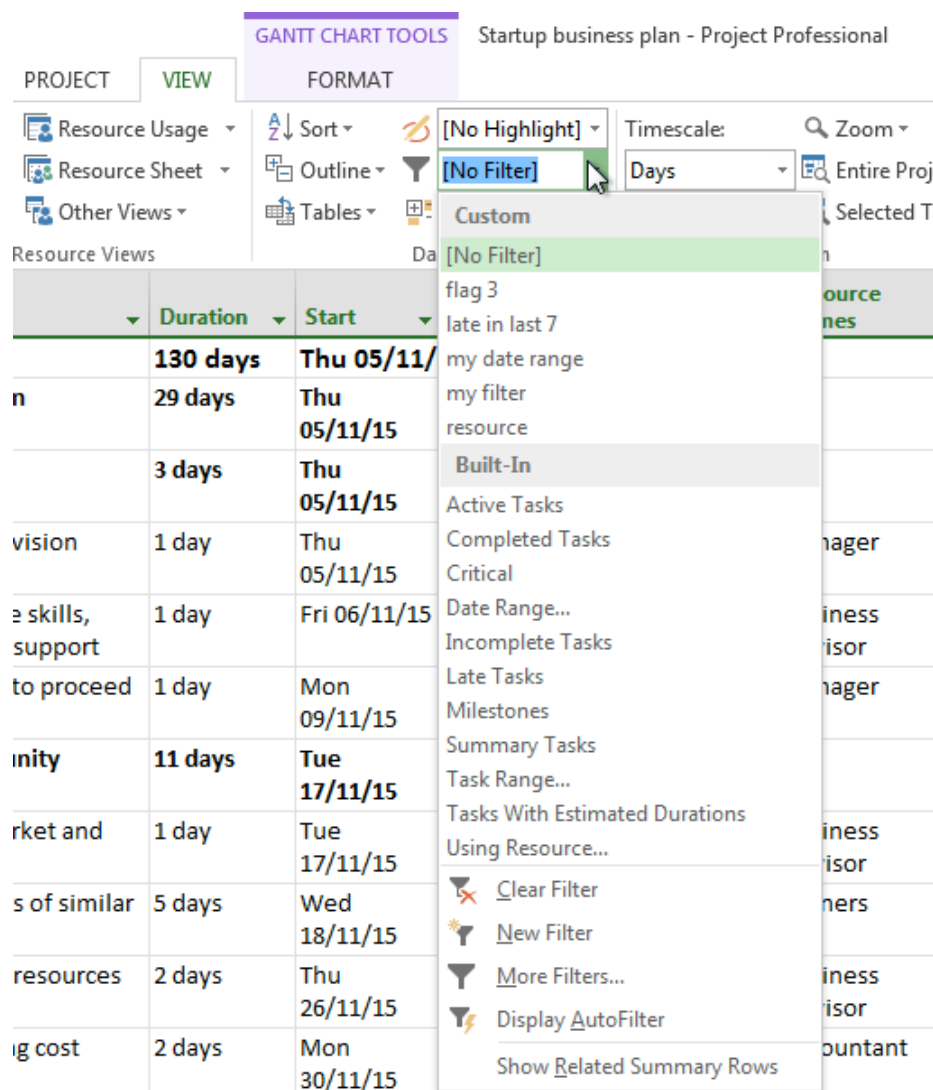 GANTT CHART TOOLS Startup business plan - Project Professional
PROJECT VIEW FORMAT
Resource Usage Sort [No Highlight] Timescale: Zoom
Resource Sheet Outline [No Filter] Days Entire Proj
Other Views Tables Custom Selected T
Resource Views Da [No Filter]
flag 3
late in last 7
my date range
my filter
resource
Built-In
Active Tasks
Completed Tasks
Critical
Date Range...
Incomplete Tasks
Late Tasks
Milestones
Summary Tasks
Task Range...
Tasks With Estimated Durations
Using Resource...
Clear Filter
New Filter
More Filters...
Display AutoFilter
Show Related Summary Rows
Duration Start ource
nes
130 days Thu 05/11/
n 29 days Thu
05/11/15
3 days Thu
05/11/15
vision 1 day Thu nager
05/11/15
e skills, 1 day Fri 06/11/15 iness
support isor
to proceed 1 day Mon nager
09/11/15
unity 11 days Tue
17/11/15
rket and 1 day Tue iness
17/11/15 isor
s of similar 5 days Wed ners
18/11/15
resources 2 days Thu iness
26/11/15 isor
ng cost 2 days Mon ountant
30/11/15